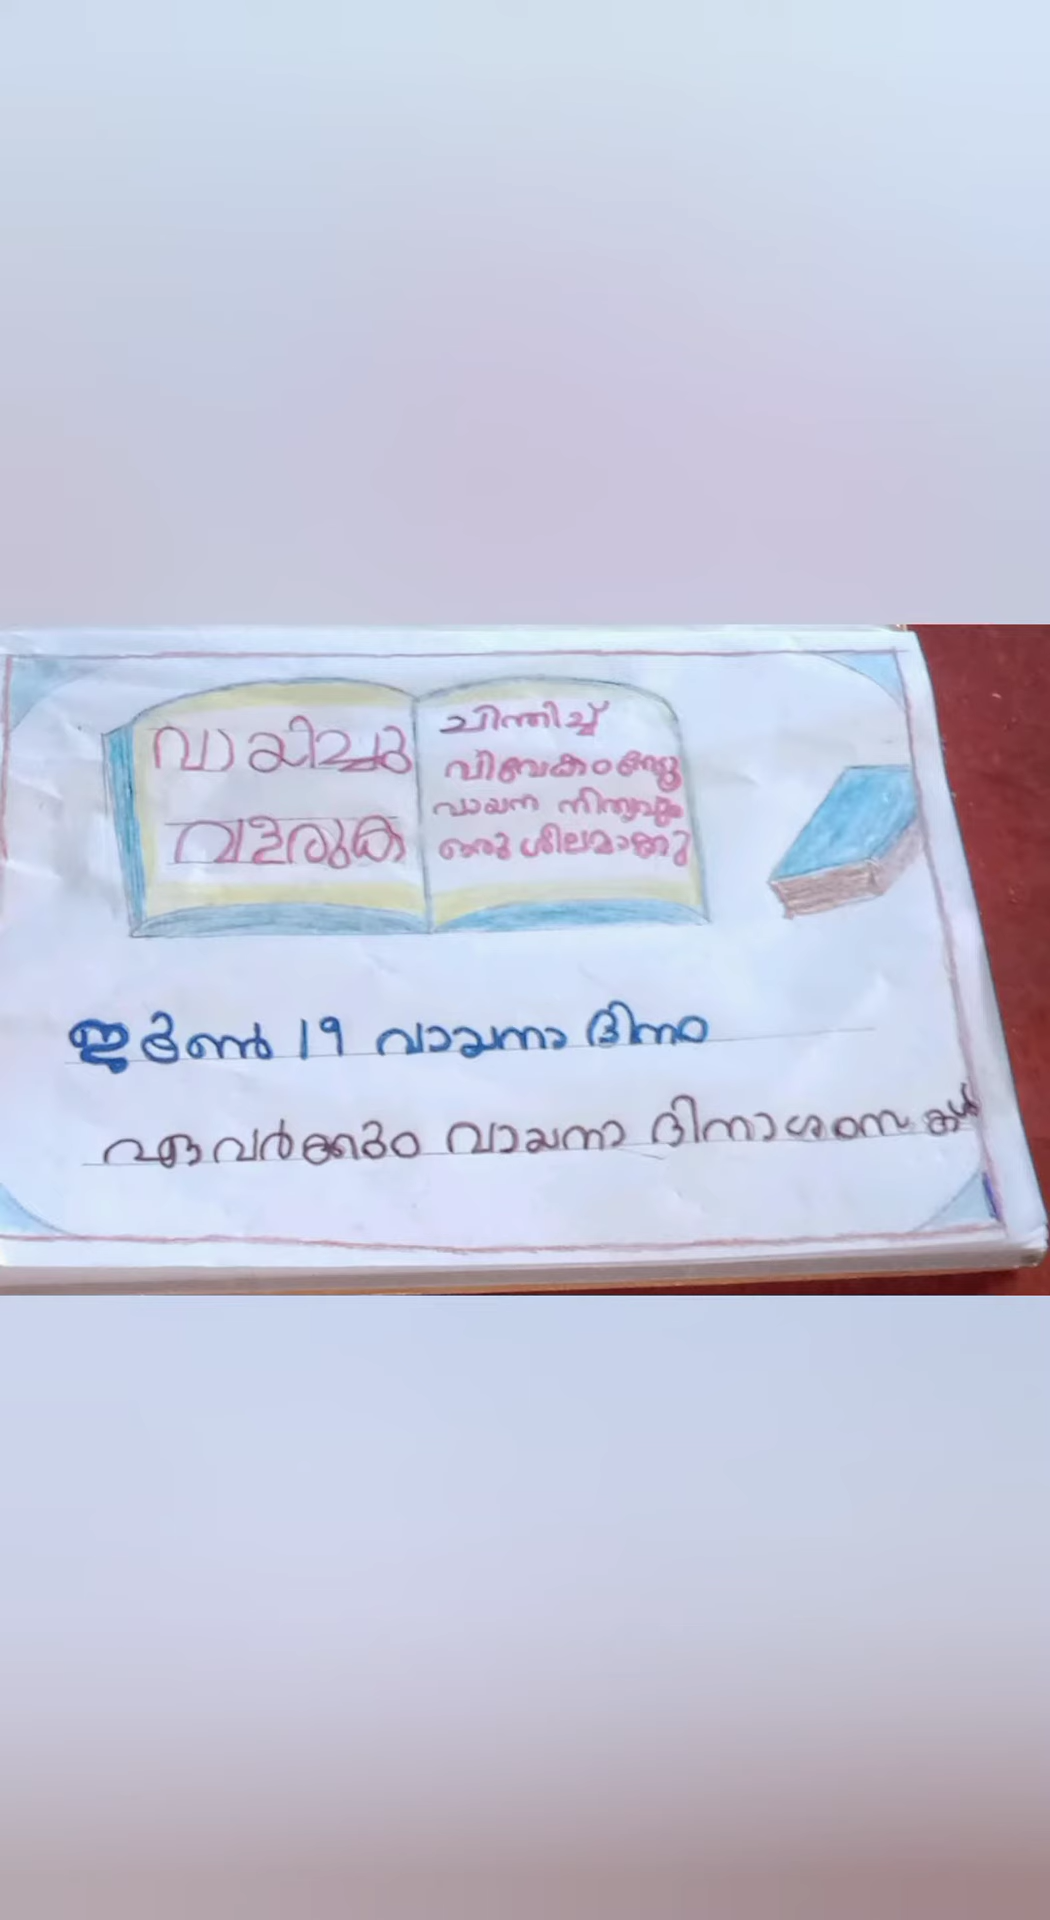 വായിച്ചു
വളരുക
ചിന്തിച്ച്
വിവേകംനേടൂ
വായന നിത്യവും
ഒരു ശീലമാക്കു
ജൂൺ 19 വായനാ ദിനം
ഏവർക്കും വായനാ ദിനാശംസകൾ